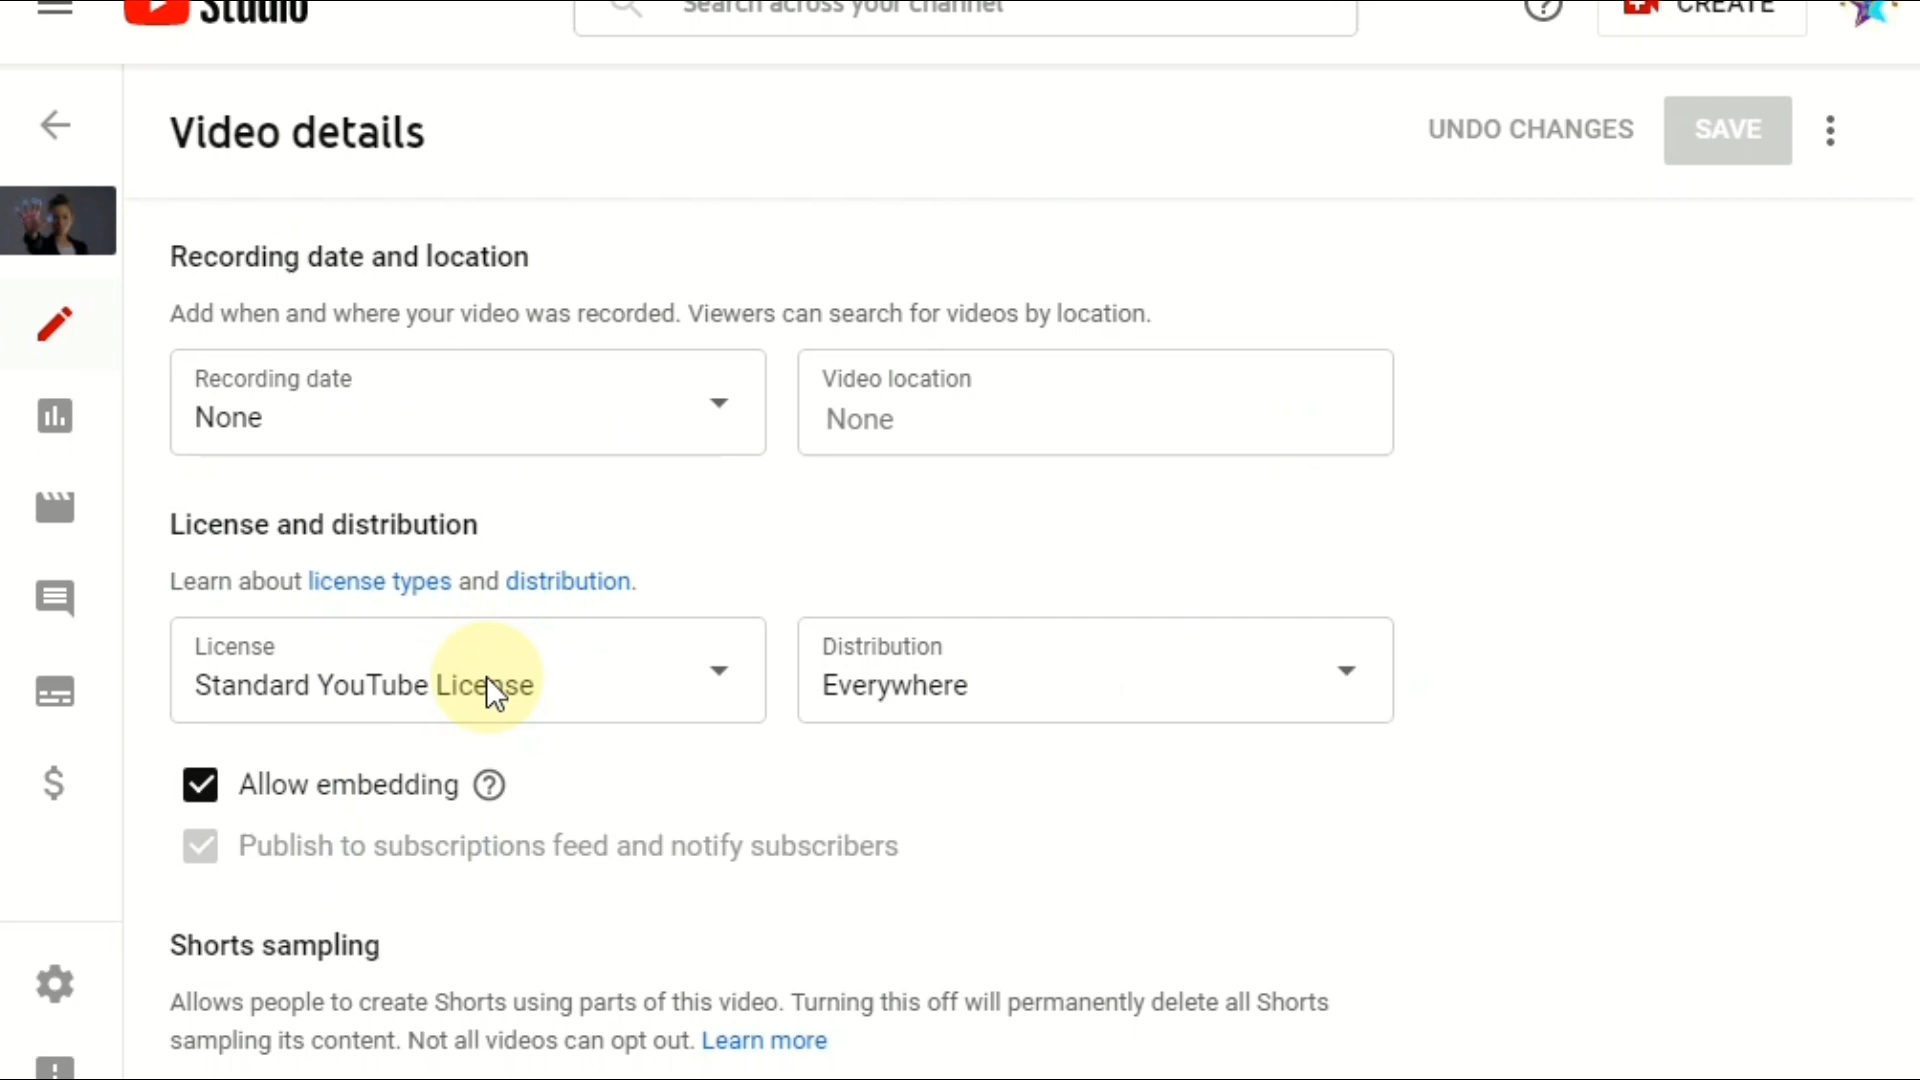 Studio
Search across your channel
CREATE
Video details
UNDO CHANGES
SAVE
Recording date and location
Add when and where your video was recorded. Viewers can search for videos by location.
Recording date
None
Video location
None
License and distribution
Learn about license types and distribution.
License
Standard YouTube License
Distribution
Everywhere
Allow embedding
Publish to subscriptions feed and notify subscribers
Shorts sampling
Allows people to create Shorts using parts of this video. Turning this off will permanently delete all Shorts
sampling its content. Not all videos can opt out. Learn more